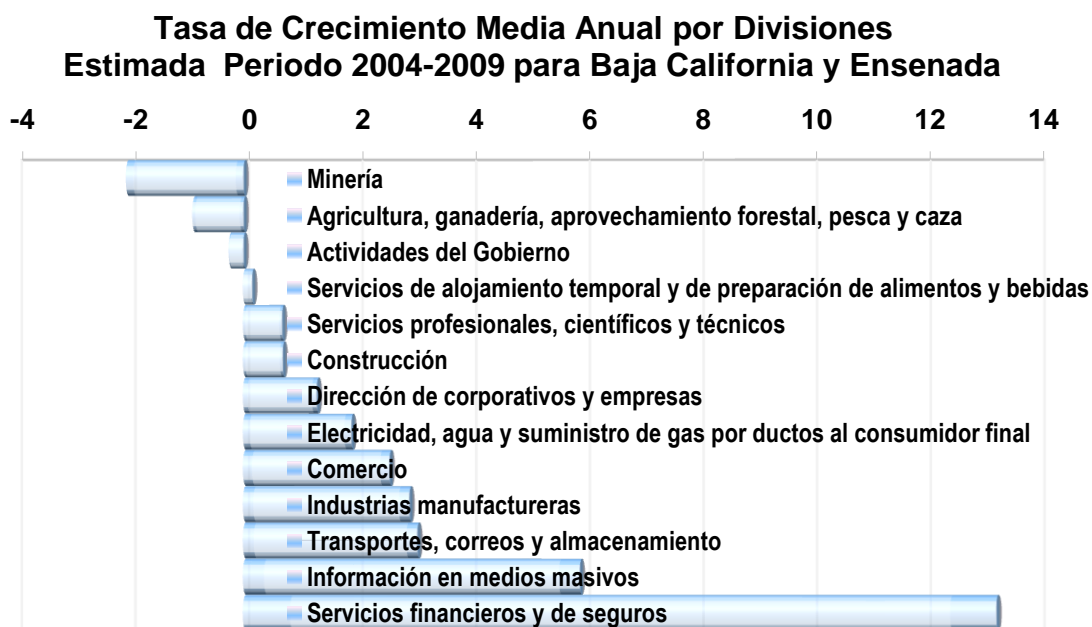 Tasa de Crecimiento Media Anual por Divisiones
Estimada Periodo 2004-2009 para Baja California y Ensenada
-4 -2 0 2 4 6 8 10 12 14
Minería
Agricultura, ganadería, aprovechamiento forestal, pesca y caza
Actividades del Gobierno
Servicios de alojamiento temporal y de preparación de alimentos y bebidas
Servicios profesionales, científicos y técnicos
Construcción
Dirección de corporativos y empresas
Electricidad, agua y suministro de gas por ductos al consumidor final
Comercio
Industrias manufactureras
Transportes, correos y almacenamiento
Información en medios masivos
Servicios financieros y de seguros